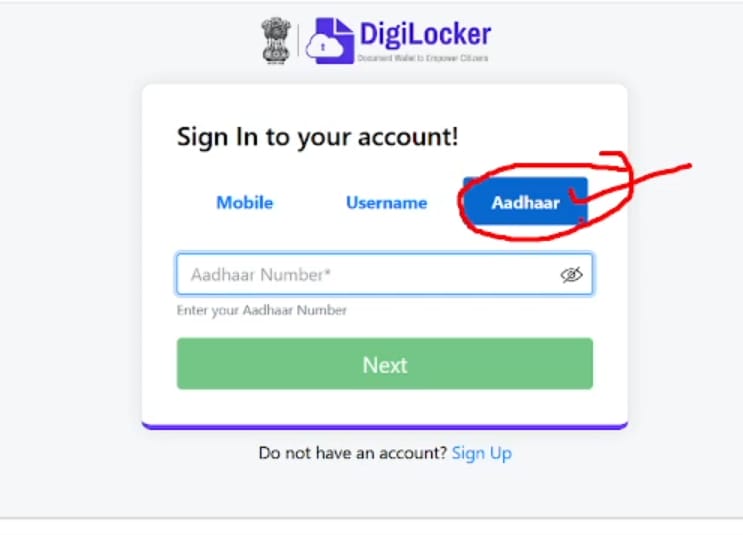 DigiLocker
Document Wallet to Empower Citizens
Sign In to your account!
Mobile Username Aadhaar
Aadhaar Number*
Enter your Aadhaar Number
Next
Do not have an account? Sign Up